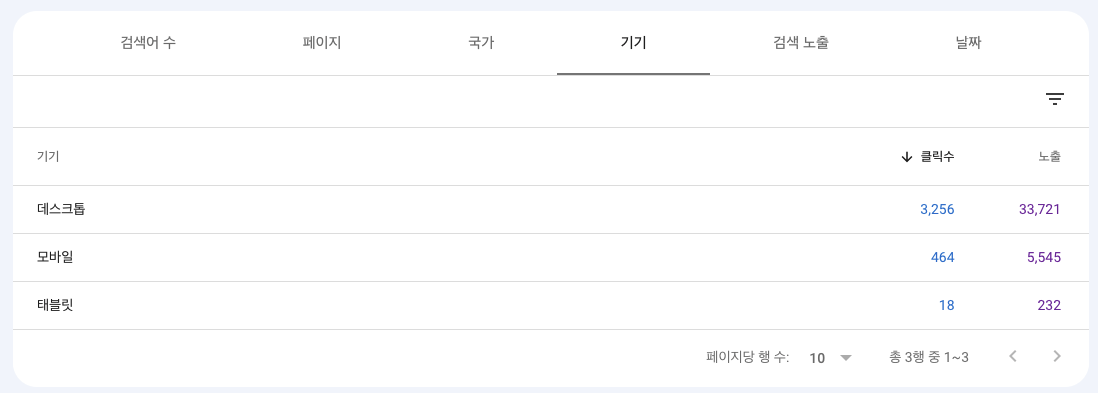 검색어 수 페이지 국가 기기 검색 노출 날짜
기기 클릭수 노출
데스크톱 3,256 33,721
모바일 464 5,545
태블릿 18 232
페이지당 행 수: 10 총 3행 중 1~3